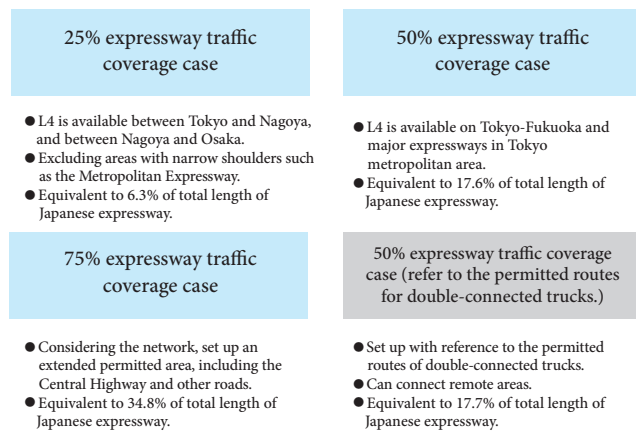 25% expressway traffic
coverage case
● L4 is available between Tokyo and Nagoya,
and between Nagoya and Osaka.
● Excluding areas with narrow shoulders such
as the Metropolitan Expressway.
● Equivalent to 6.3% of total length of
Japanese expressway.
50% expressway traffic
coverage case
● L4 is available on Tokyo-Fukuoka and
major expressways in Tokyo
metropolitan area.
● Equivalent to 17.6% of total length of
Japanese expressway.
75% expressway traffic
coverage case
● Considering the network, set up an
extended permitted area, including the
Central Highway and other roads.
● Equivalent to 34.8% of total length of
Japanese expressway.
50% expressway traffic coverage
case (refer to the permitted routes
for double-connected trucks.)
● Set up with reference to the permitted
routes of double-connected trucks.
● Can connect remote areas.
● Equivalent to 17.7% of total length of
Japanese expressway.